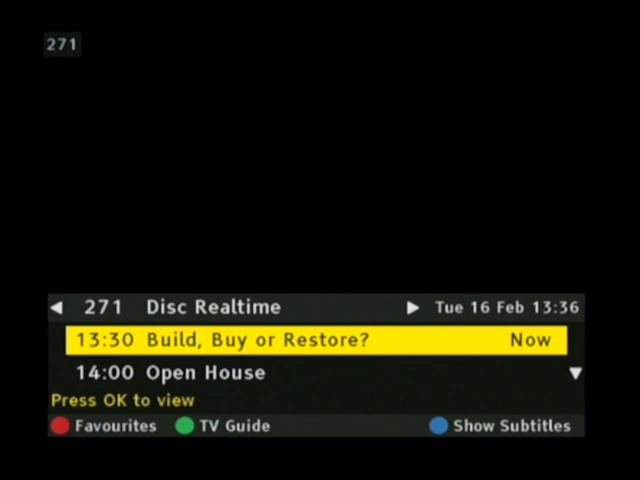 271
271 Disc Realtime Tue 16 Feb 13:36
13:30 Build, Buy or Restore? Now
14:00 Open House
Press OK to view
Favourites TV Guide Show Subtitles